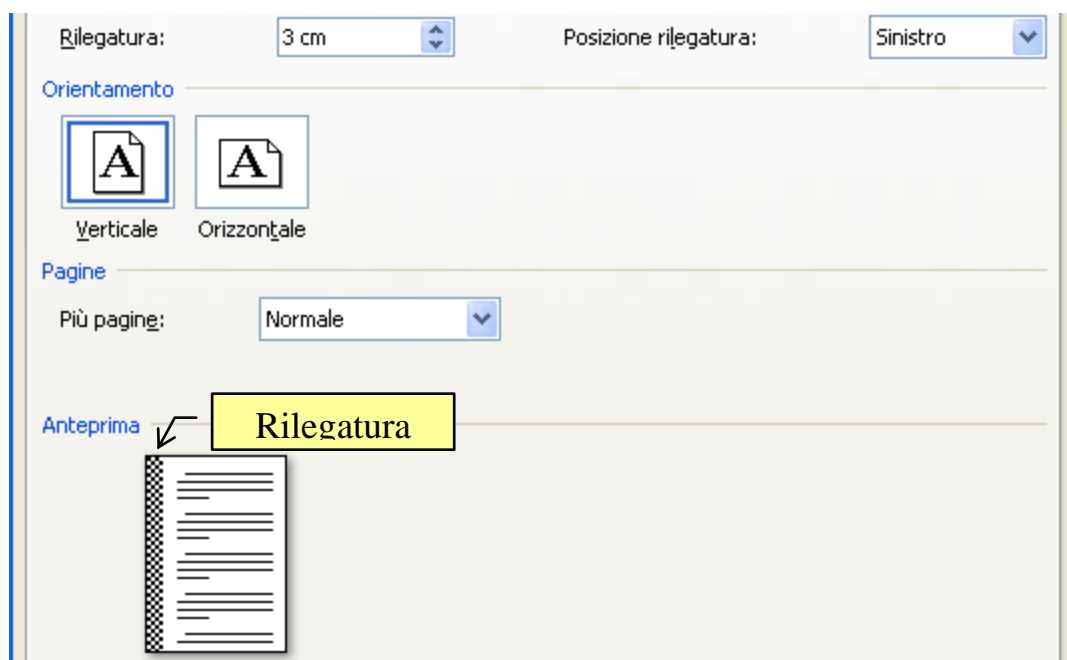 Rilegatura: 3 cm Posizione rilegatura: Sinistro
Orientamento
A A
Verticale Orizzontale
Pagine
Più pagine: Normale
Anteprima Rilegatura